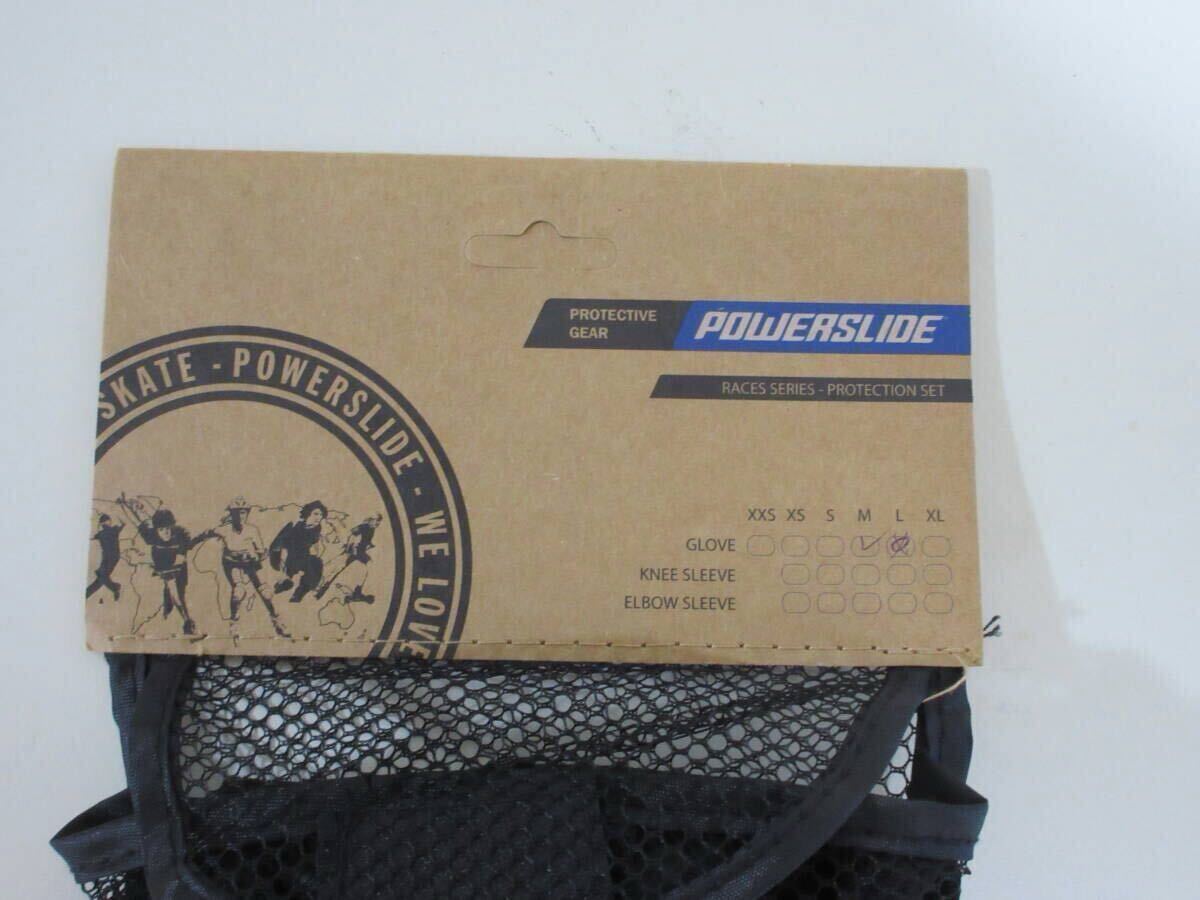 PROTECTIVE
GEAR
POWERSLIDE
RACES SERIES - PROTECTION SET
SKATE - POWERSLIDE - WE LOVE
XXS XS S M L XL
GLOVE
KNEE SLEEVE
ELBOW SLEEVE